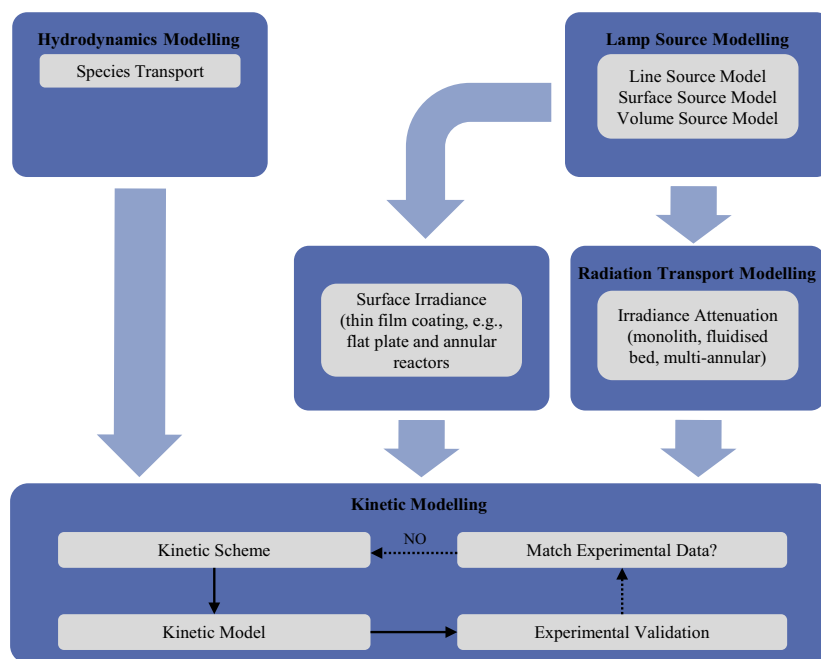 Hydrodynamics Modelling
Species Transport
Lamp Source Modelling
Line Source Model
Surface Source Model
Volume Source Model
Surface Irradiance
(thin film coating, e.g.,
flat plate and annular
reactors
Radiation Transport Modelling
Irradiance Attenuation
(monolith, fluidised
bed, multi-annular)
Kinetic Modelling
Kinetic Scheme
NO
Match Experimental Data?
Kinetic Model
Experimental Validation